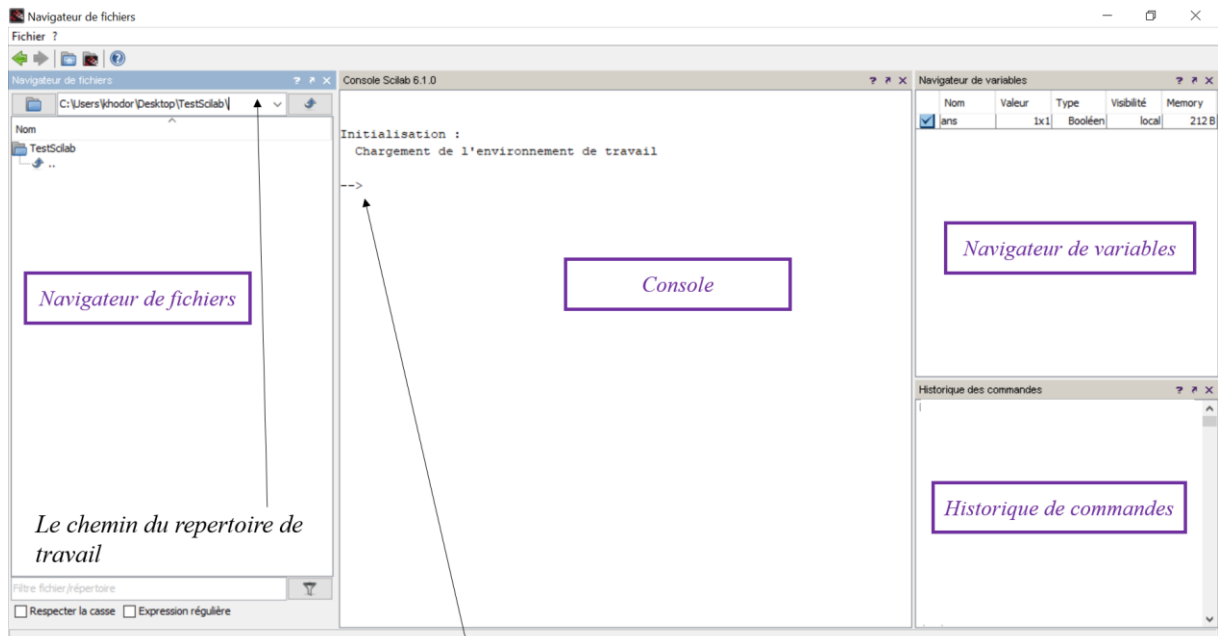 Navigateur de fichiers
Fichier ?
Navigateur de fichiers
C:\Users\khodor\Desktop\TestScilab\
Nom
TestScilab
..
Navigateur de fichiers
Le chemin du repertoire de
travail
Filtre fichier/répertoire
Respecter la casse Expression régulière
Console Scilab 6.1.0
Initialisation :
Chargement de l'environnement de travail
-->
Console
Navigateur de variables
Nom Valeur Type Visibilité Memory
ans 1x1 Booléen local 212 B
Navigateur de variables
Historique des commandes
Historique de commandes